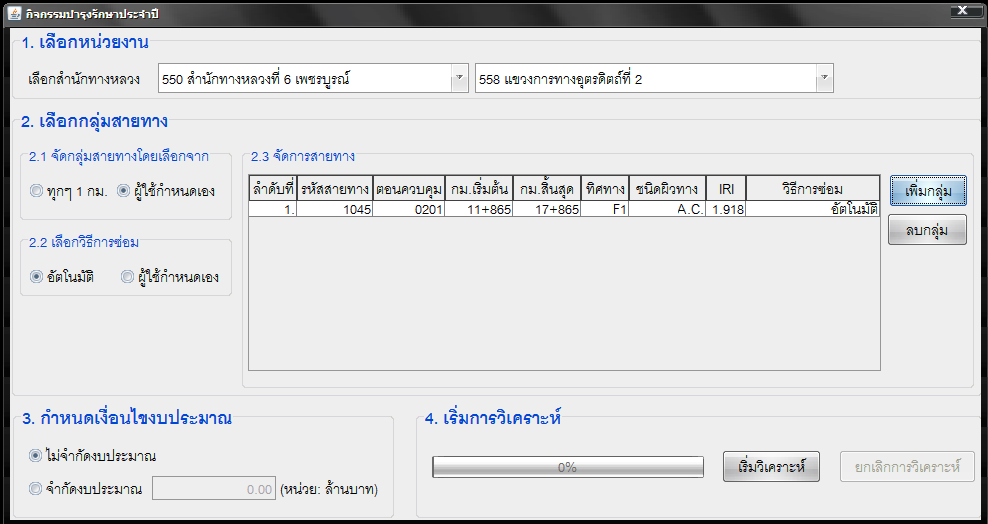 กิจกรรมบำรุงรักษาประจำปี
1. เลือกหน่วยงาน
เลือกสำนักทางหลวง 550 สำนักทางหลวงที่ 6 เพชรบูรณ์ 558 แขวงการทางอุตรดิตถ์ที่ 2
2. เลือกกลุ่มสายทาง
2.1 จัดกลุ่มสายทางโดยเลือกจาก
ทุกๆ 1 กม. ผู้ใช้กำหนดเอง
2.2 เลือกวิธีการซ่อม
อัตโนมัติ ผู้ใช้กำหนดเอง
2.3 จัดการสายทาง
ลำดับที่ รหัสสายทาง ตอนควบคุม กม.เริ่มต้น กม.สิ้นสุด ทิศทาง ชนิดผิวทาง IRI วิธีการซ่อม
1. 1045 0201 11+865 17+865 F1 A.C. 1.918 อัตโนมัติ
เพิ่มกลุ่ม
ลบกลุ่ม
3. กำหนดเงื่อนไขงบประมาณ
ไม่จำกัดงบประมาณ
จำกัดงบประมาณ 0.00 (หน่วย: ล้านบาท)
4. เริ่มการวิเคราะห์
0% เริ่มวิเคราะห์ ยกเลิกการวิเคราะห์